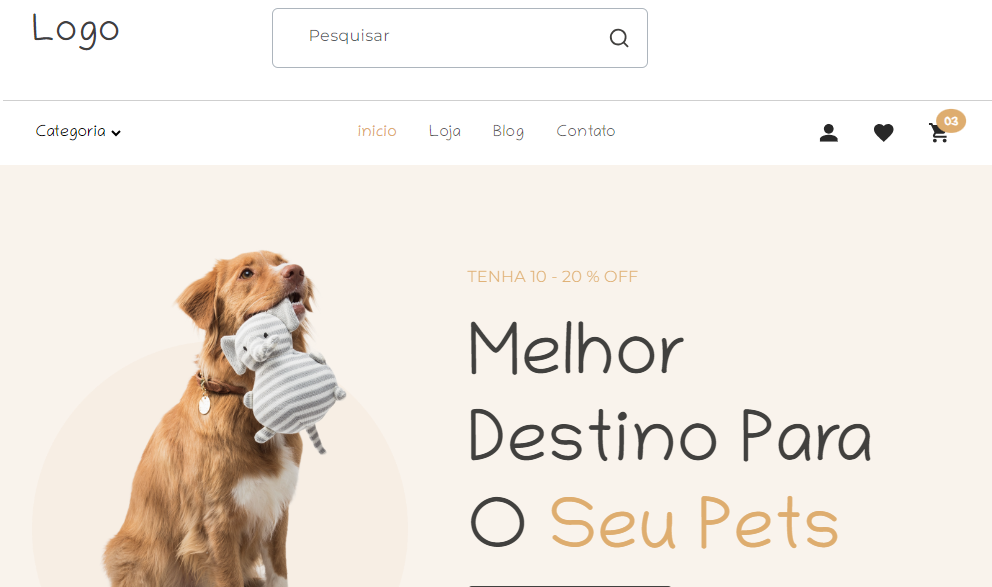 Logo
Pesquisar
Categoria
inicio
Loja
Blog
Contato
03
TENHA 10 - 20 % OFF
Melhor
Destino Para
O Seu Pets